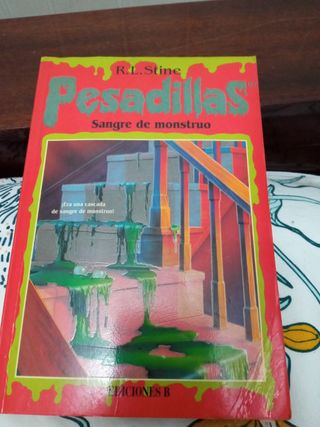 R.L. Stine
Pesadillas
Sangre de monstruo
¡Era una cascada
de sangre de monstruo!
EDICIONES B